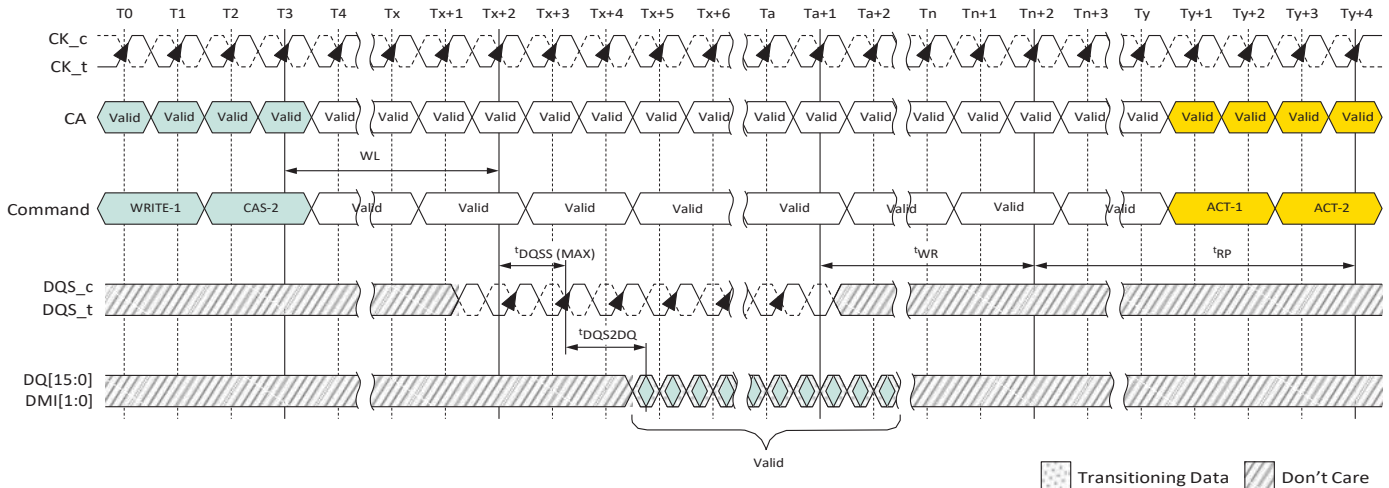 T0 T1 T2 T3 T4 Tx Tx+1 Tx+2 Tx+3 Tx+4 Tx+5 Tx+6 Ta Ta+1 Ta+2 Tn Tn+1 Tn+2 Tn+3 Ty Ty+1 Ty+2 Ty+3 Ty+4
CK_c
CK_t
CA Valid Valid Valid Valid Valid Valid Valid Valid Valid Valid Valid Valid Valid Valid Valid Valid Valid Valid Valid Valid Valid Valid Valid Valid
WL
Command WRITE-1 CAS-2 Valid Valid Valid Valid Valid Valid Valid Valid ACT-1 ACT-2
tDQSS (MAX) tWR tRP
DQS_c
DQS_t
tDQS2DQ
DQ[15:0]
DMI[1:0]
Valid
Transitioning Data Don't Care